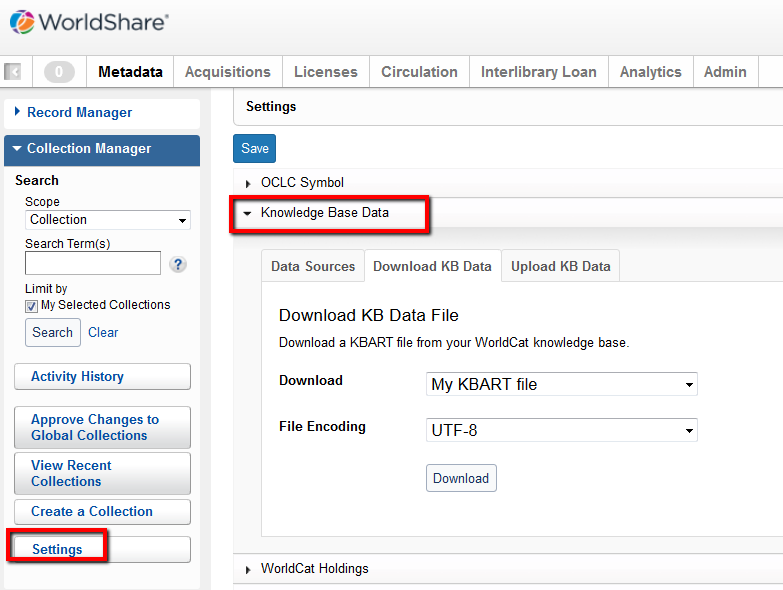 WorldShare®
0
Metadata
Acquisitions
Licenses
Circulation
Interlibrary Loan
Analytics
Admin
Record Manager
Collection Manager
Search
Scope
Collection
Search Term(s)
?
Limit by
My Selected Collections
Search
Clear
Activity History
Approve Changes to
Global Collections
View Recent
Collections
Create a Collection
Settings
Settings
Save
OCLC Symbol
Knowledge Base Data
Data Sources
Download KB Data
Upload KB Data
Download KB Data File
Download a KBART file from your WorldCat knowledge base.
Download
My KBART file
File Encoding
UTF-8
Download
WorldCat Holdings